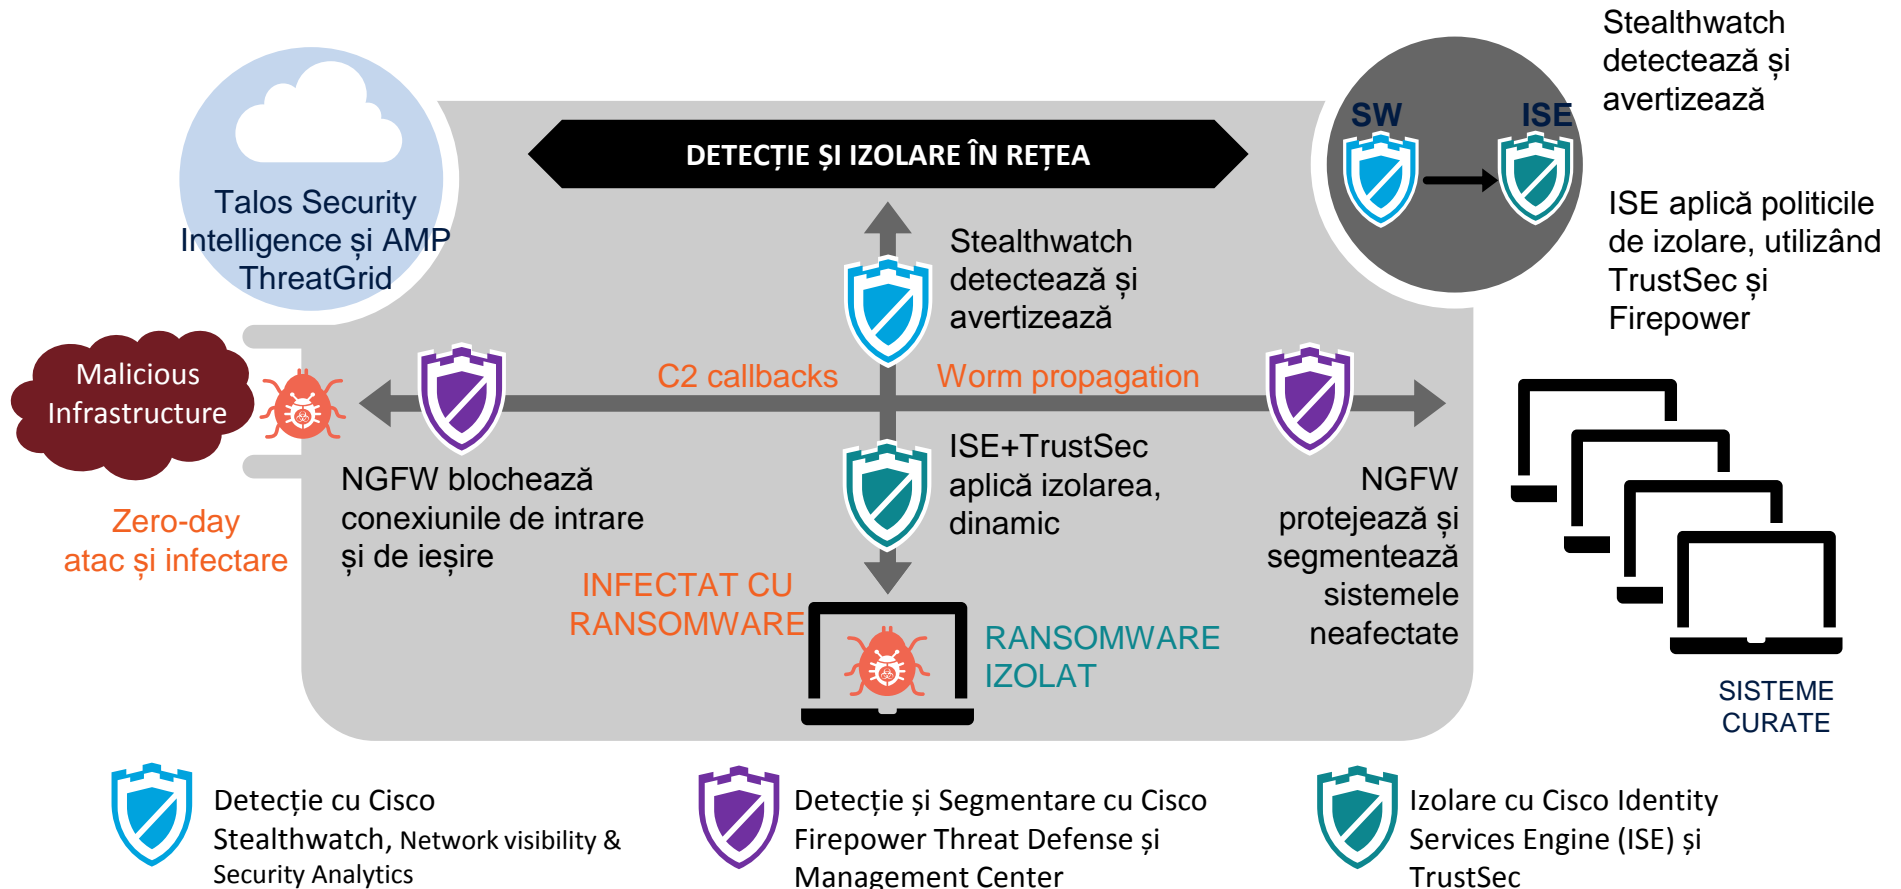 Stealthwatch
detectează și
avertizează
SW
ISE
DETECȚIE ȘI IZOLARE ÎN REȚEA
Talos Security
Intelligence și AMP
ThreatGrid
ISE aplică politicile
de izolare, utilizând
TrustSec și
Firepower
Stealthwatch
detectează și
avertizează
Malicious
Infrastructure
C2 callbacks
Worm propagation
ISE+TrustSec
aplică izolarea,
dinamic
NGFW blochează
conexiunile de intrare
și de ieșire
NGFW
protejează și
segmentează
sistemele
neafectate
Zero-day
atac și infectare
INFECTAT CU
RANSOMWARE
RANSOMWARE
IZOLAT
SISTEME
CURATE
Detecție cu Cisco
Stealthwatch, Network visibility &
Security Analytics
Detecție și Segmentare cu Cisco
Firepower Threat Defense și
Management Center
Izolare cu Cisco Identity
Services Engine (ISE) și
TrustSec